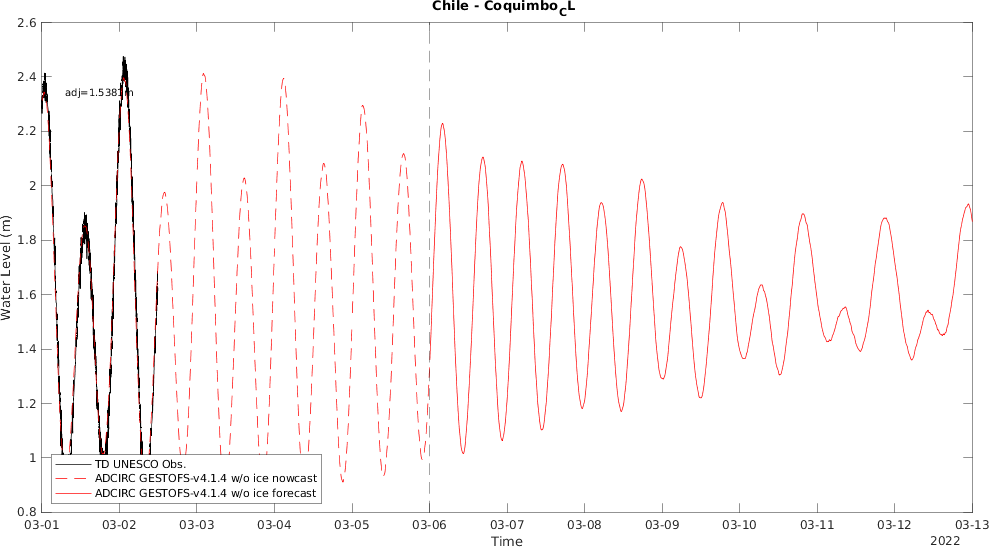 Chile - Coquimbo_CL
2.6
2.4
2.2
2
1.8
1.6
1.4
1.2
1
0.8
Water Level (m)
TD UNESCO Obs.
ADCIRC GESTOFS-v4.1.4 w/o ice nowcast
ADCIRC GESTOFS-v4.1.4 w/o ice forecast
03-01 03-02 03-03 03-04 03-05 03-06 03-07 03-08 03-09 03-10 03-11 03-12 03-13
Time
2022